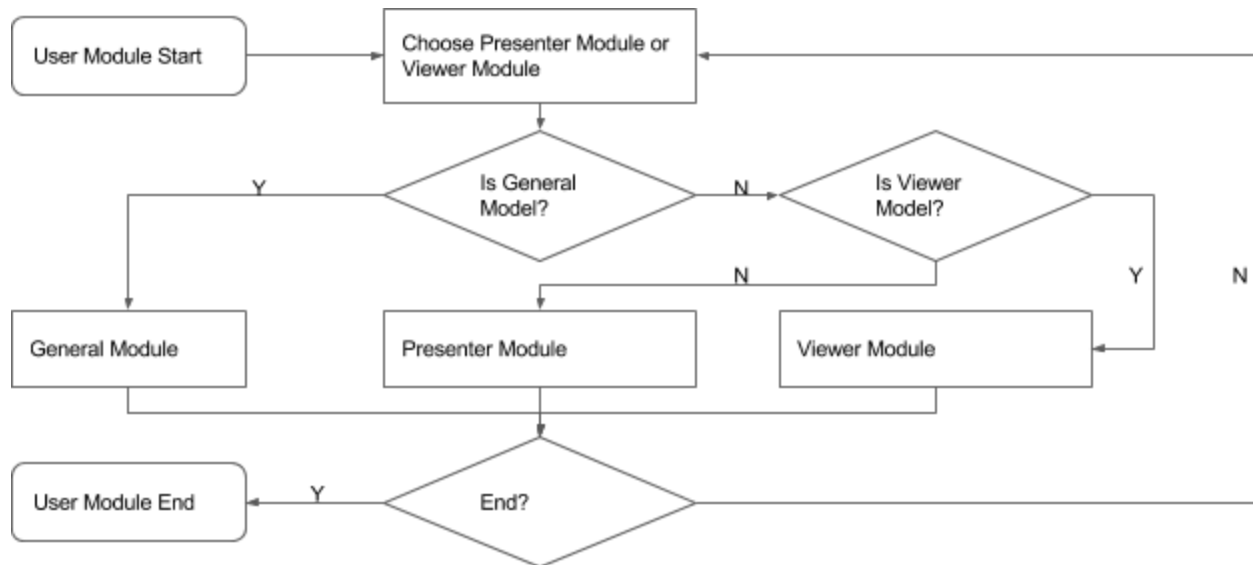 User Module Start
Choose Presenter Module or
Viewer Module
Is General
Model?
Is Viewer
Model?
Y
N
N
Y
N
General Module
Presenter Module
Viewer Module
User Module End
Y
End?